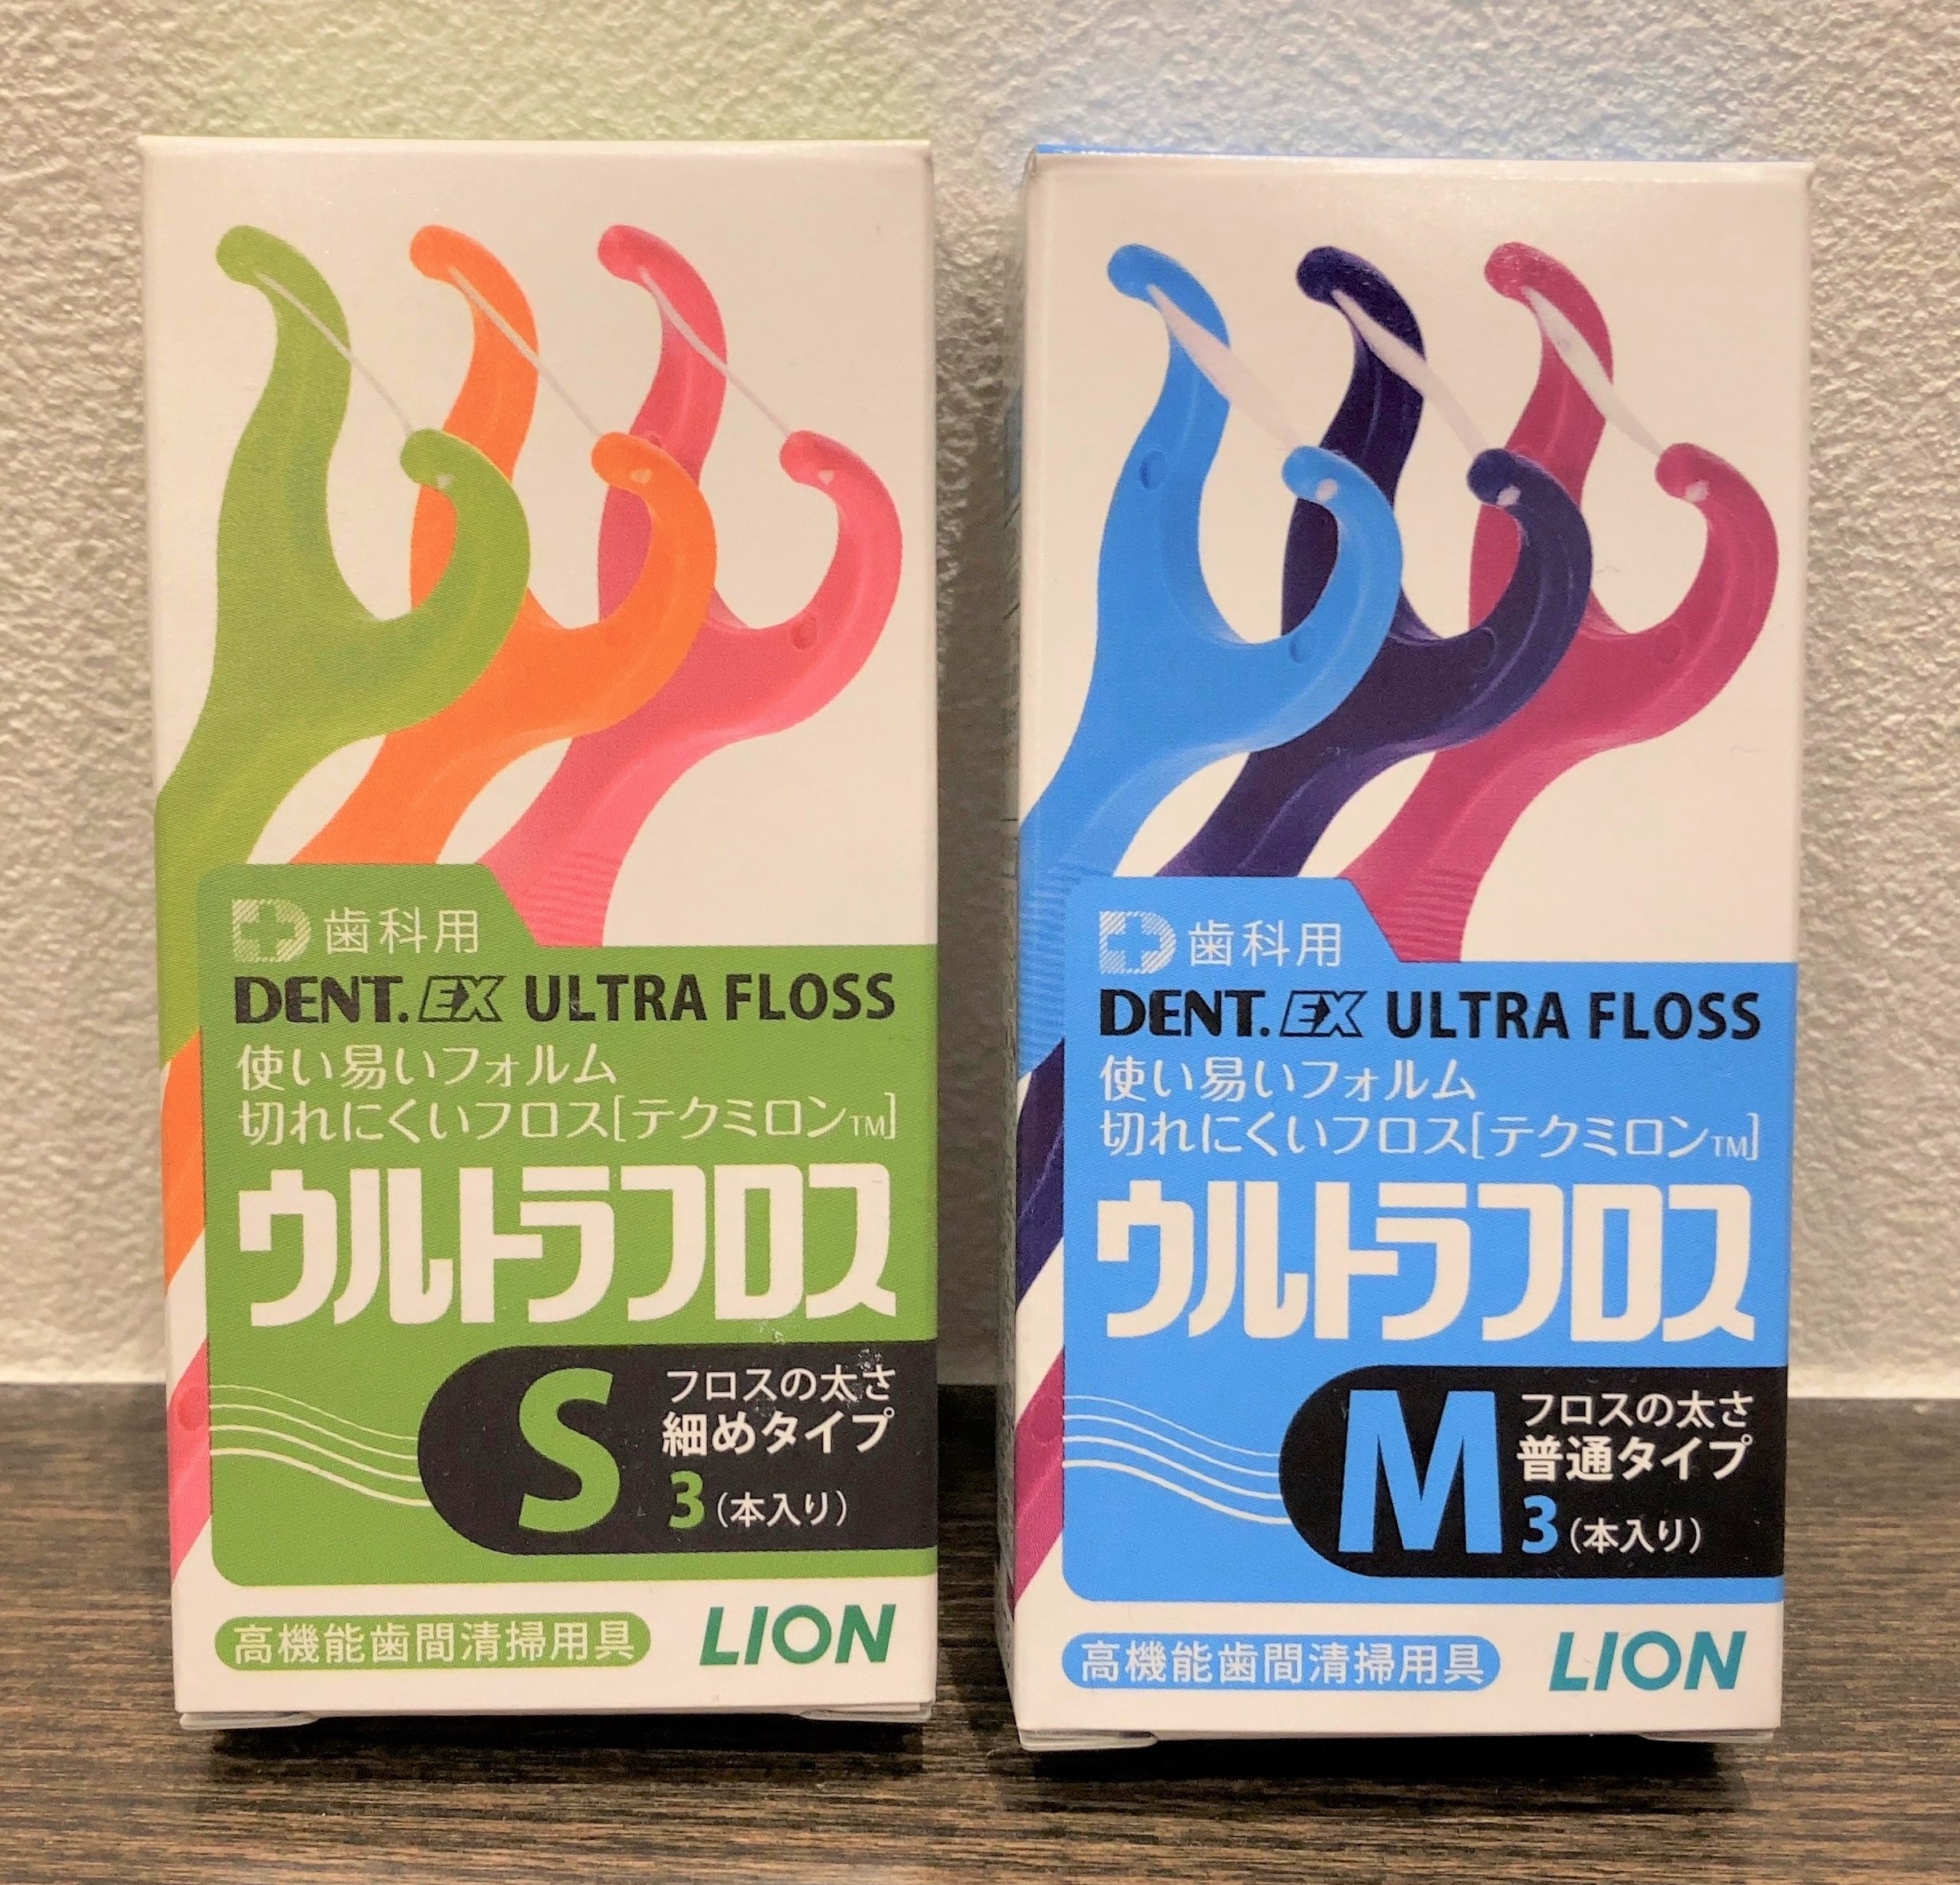 歯科用
DENT. EX ULTRA FLOSS
使い易いフォルム
切れにくいフロス[テクミロン™]
ウルトラフロス
S
フロスの太さ
細めタイプ
3(本入り)
高機能歯間清掃用具
LION
歯科用
DENT. EX ULTRA FLOSS
使い易いフォルム
切れにくいフロス[テクミロン™]
ウルトラフロス
M
フロスの太さ
普通タイプ
3(本入り)
高機能歯間清掃用具
LION